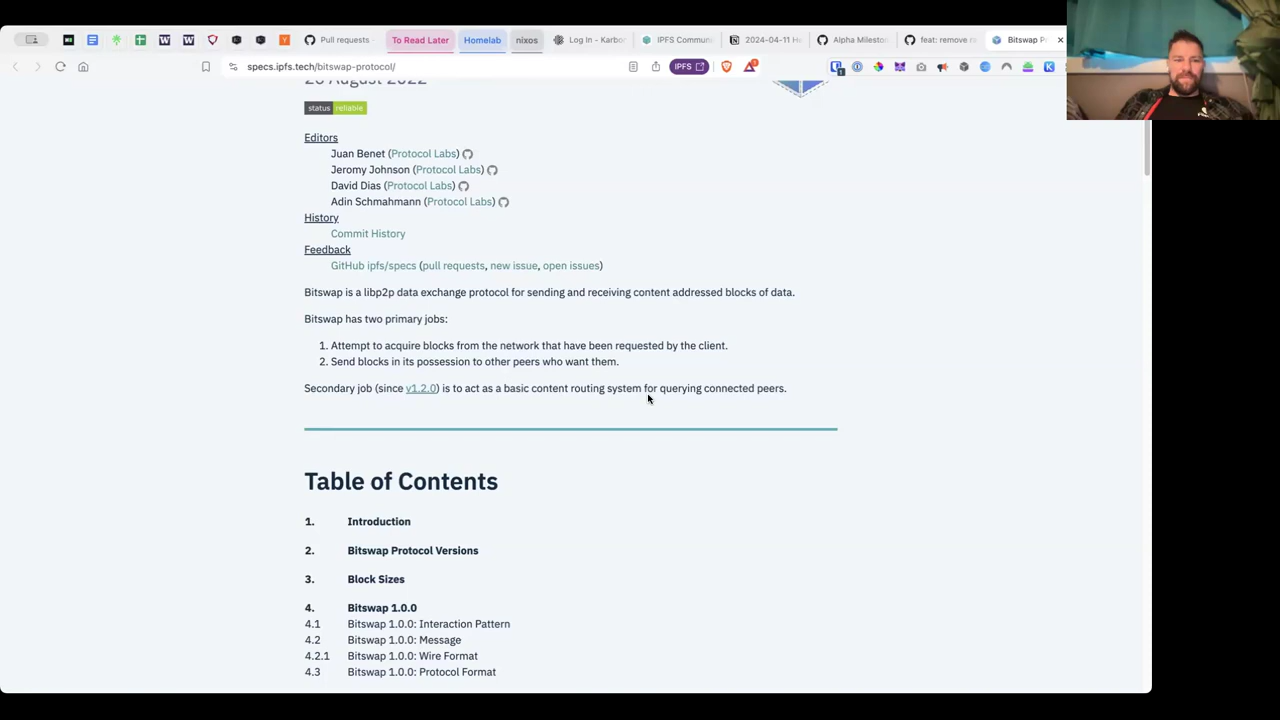 Pull requests
To Read Later
Homelab
nixos
Log In - Karbo
IPFS Commun
2024-04-11 He
Alpha Mileston
feat: remove n
Bitswap Pr
specs.ipfs.tech/bitswap-protocol/
IPFS
26 August 2022
status reliable
Editors
Juan Benet (Protocol Labs)
Jeromy Johnson (Protocol Labs)
David Dias (Protocol Labs)
Adin Schmahmann (Protocol Labs)
History
Commit History
Feedback
GitHub ipfs/specs (pull requests, new issue, open issues)
Bitswap is a libp2p data exchange protocol for sending and receiving content addressed blocks of data.
Bitswap has two primary jobs:
1. Attempt to acquire blocks from the network that have been requested by the client.
2. Send blocks in its possession to other peers who want them.
Secondary job (since v1.2.0) is to act as a basic content routing system for querying connected peers.
Table of Contents
1. Introduction
2. Bitswap Protocol Versions
3. Block Sizes
4. Bitswap 1.0.0
4.1 Bitswap 1.0.0: Interaction Pattern
4.2 Bitswap 1.0.0: Message
4.2.1 Bitswap 1.0.0: Wire Format
4.3 Bitswap 1.0.0: Protocol Format